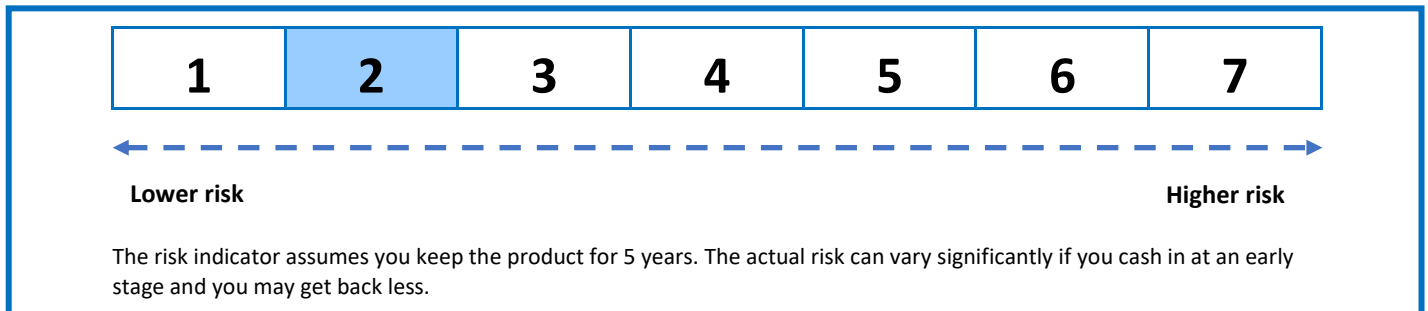 1 2 3 4 5 6 7
Lower risk Higher risk
The risk indicator assumes you keep the product for 5 years. The actual risk can vary significantly if you cash in at an early
stage and you may get back less.